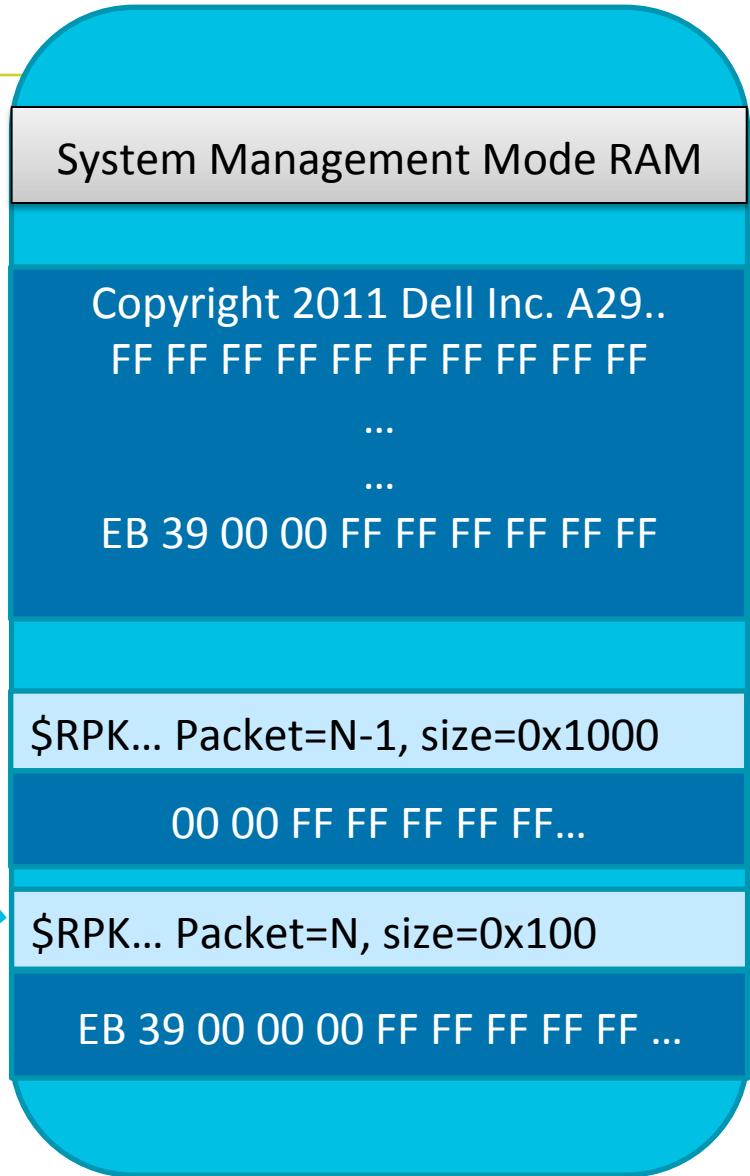 System Management Mode RAM
Copyright 2011 Dell Inc. A29..
FF FF FF FF FF FF FF FF FF FF
…
…
EB 39 00 00 FF FF FF FF FF FF
$RPK… Packet=N-1, size=0x1000
00 00 FF FF FF FF FF…
$RPK… Packet=N, size=0x100
EB 39 00 00 00 FF FF FF FF FF …